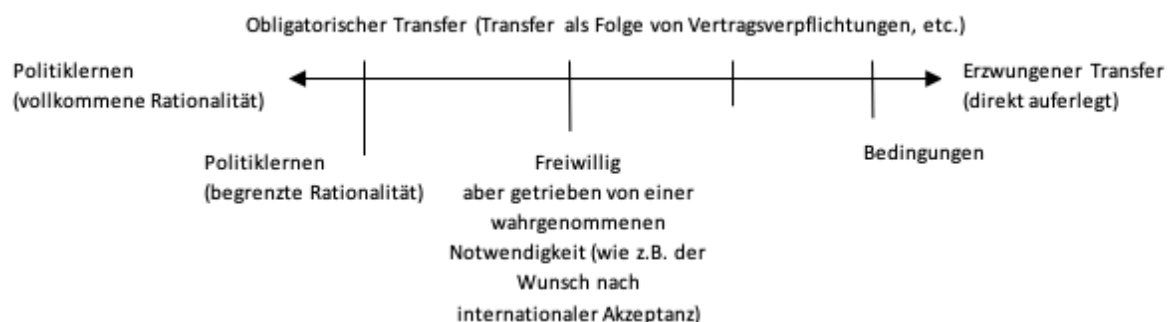 Obligatorischer Transfer (Transfer als Folge von Vertragsverpflichtungen, etc.)
Politiklernen
(vollkommene Rationalität)
Erzwungener Transfer
(direkt auferlegt)
Politiklernen
(begrenzte Rationalität)
Freiwillig
aber getrieben von einer
wahrgenommenen
Notwendigkeit (wie z.B. der
Wunsch nach
internationaler Akzeptanz)
Bedingungen